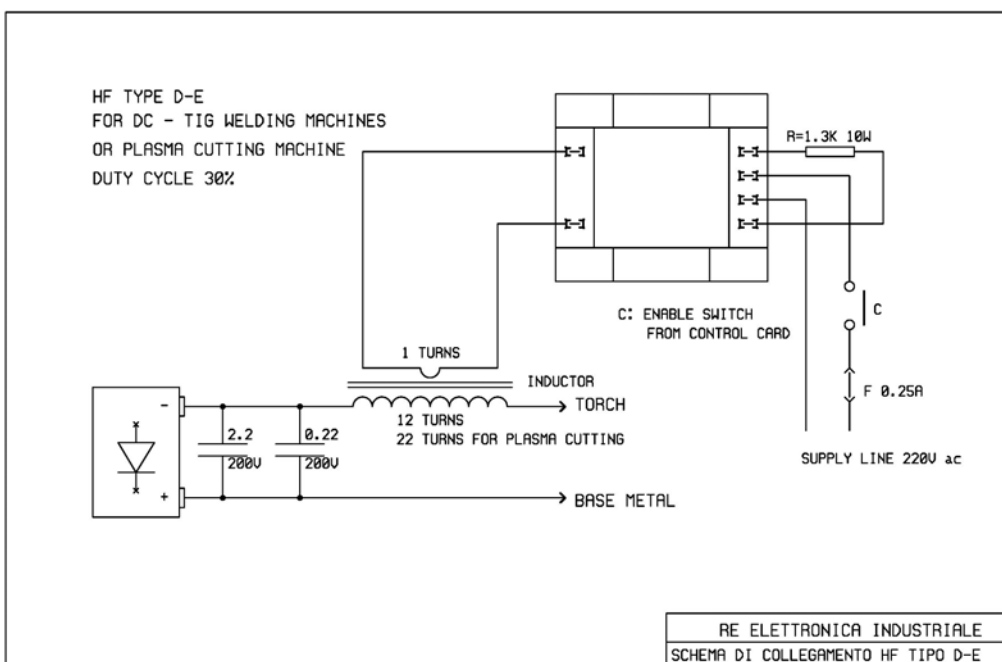 HF TYPE D-E
FOR DC - TIG WELDING MACHINES
OR PLASMA CUTTING MACHINE
DUTY CYCLE 30%
R=1.3K 10W
C: ENABLE SWITCH
FROM CONTROL CARD
C
F 0.25A
SUPPLY LINE 220V ac
1 TURNS
INDUCTOR
TORCH
12 TURNS
22 TURNS FOR PLASMA CUTTING
-
2.2
200V
0.22
200V
+
BASE METAL
RE ELETTRONICA INDUSTRIALE
SCHEMA DI COLLEGAMENTO HF TIPO D-E